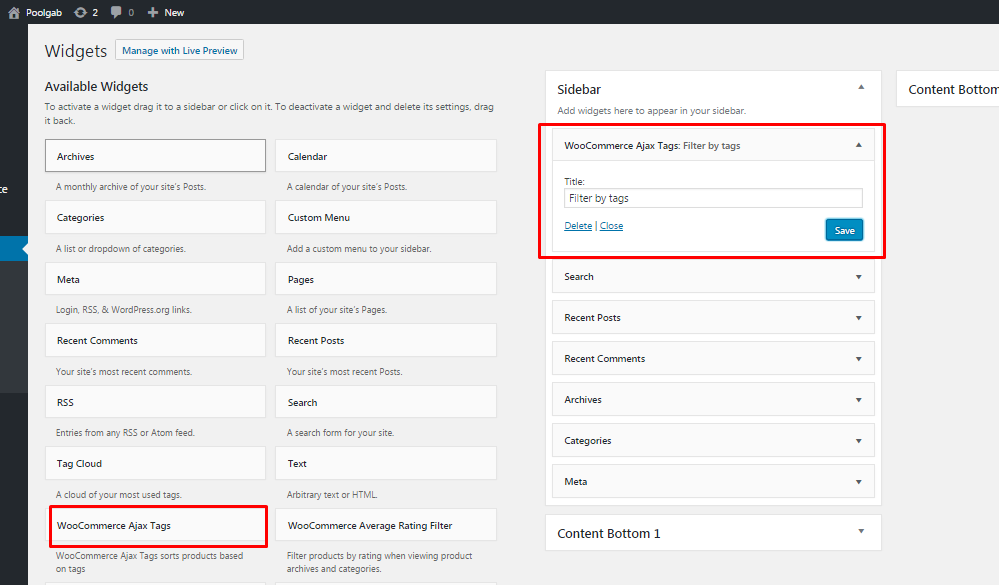 Poolgab 2 0 New
ce
Widgets Manage with Live Preview
Available Widgets
To activate a widget drag it to a sidebar or click on it. To deactivate a widget and delete its settings, drag
it back.
Archives
A monthly archive of your site's Posts.
Calendar
A calendar of your site's Posts.
Categories
A list or dropdown of categories.
Custom Menu
Add a custom menu to your sidebar.
Meta
Login, RSS, & WordPress.org links.
Pages
A list of your site's Pages.
Recent Comments
Your site's most recent comments.
Recent Posts
Your site's most recent Posts.
RSS
Entries from any RSS or Atom feed.
Search
A search form for your site.
Tag Cloud
A cloud of your most used tags.
Text
Arbitrary text or HTML.
WooCommerce Ajax Tags
WooCommerce Ajax Tags sorts products based
on tags
WooCommerce Average Rating Filter
Filter products by rating when viewing product
archives and categories.
Sidebar
Add widgets here to appear in your sidebar.
WooCommerce Ajax Tags: Filter by tags
Title:
Filter by tags
Delete | Close
Save
Search
Recent Posts
Recent Comments
Archives
Categories
Meta
Content Bottom 1
Content Bottom